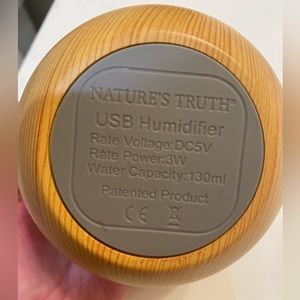 NATURE'S TRUTH®
USB Humidifier
Rate Voltage:DC5V
Rate Power:3W
Water Capacity:130ml
Patented Product
CE